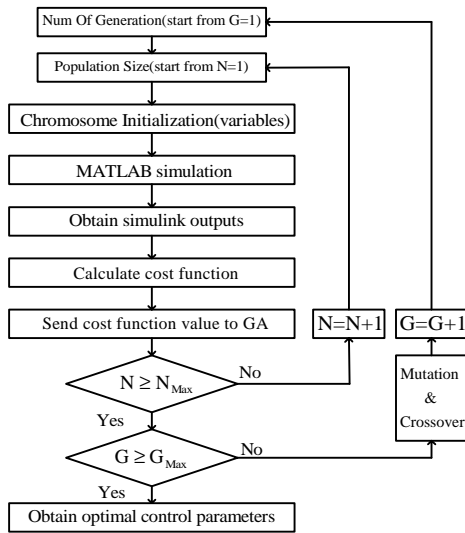 Num Of Generation(start from G=1)
Population Size(start from N=1)
Chromosome Initialization(variables)
MATLAB simulation
Obtain simulink outputs
Calculate cost function
Send cost function value to GA
N=N+1
G=G+1
N ≥ N_Max
No
Mutation
&
Crossover
Yes
G ≥ G_Max
No
Yes
Obtain optimal control parameters